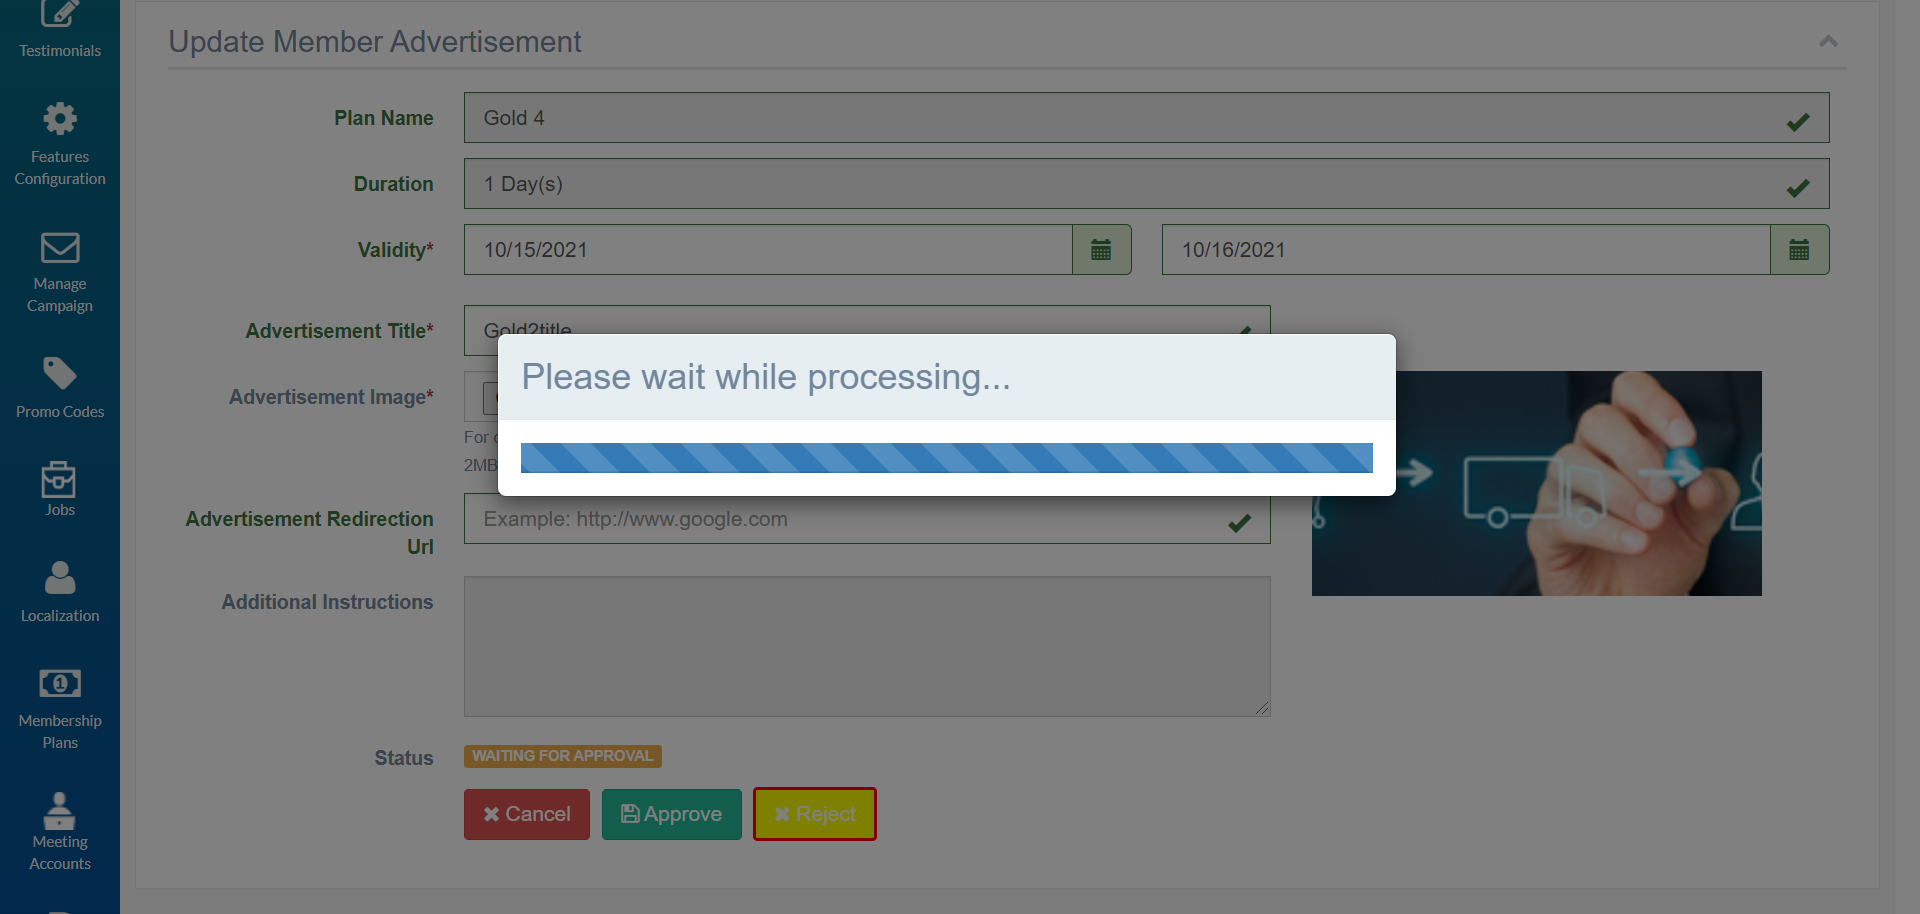 Testimonials
Features
Configuration
Manage
Campaign
Promo Codes
Jobs
Localization
1
Membership
Plans
Meeting
Accounts
Update Member Advertisement
Plan Name
Gold 4
Duration
1 Day(s)
Validity*
10/15/2021
10/16/2021
Advertisement Title*
Gold2title
Please wait while processing...
Advertisement Image*
For
2MB
Advertisement Redirection
Url
Example: http://www.google.com
Additional Instructions
Status
WAITING FOR APPROVAL
Cancel
Approve
Reject